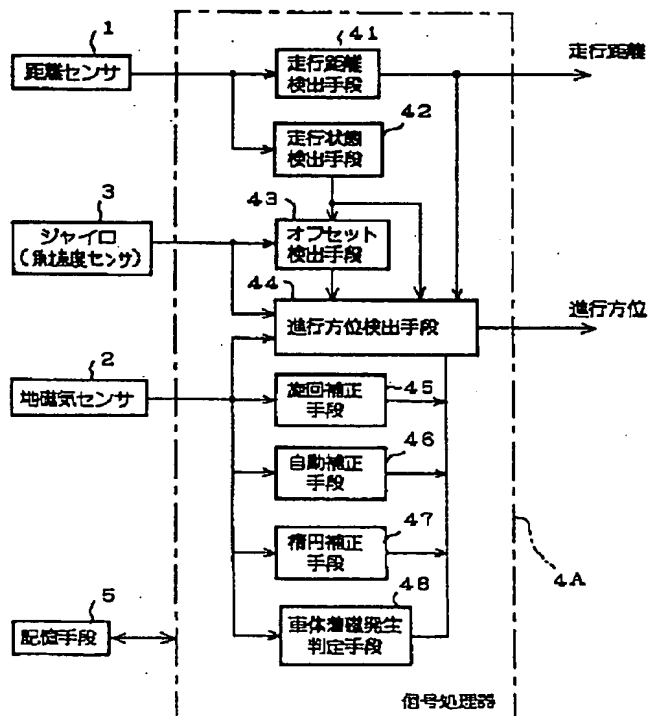 1
距離センサ
41
走行距離
検出手段
走行距離
42
走行状態
検出手段
3
ジャイロ
(角速度センサ)
43
オフセット
検出手段
44
進行方位検出手段
進行方位
2
地磁気センサ
45
旋回補正
手段
46
自動補正
手段
47
楕円補正
手段
48
車体着磁発生
判定手段
4A
5
記憶手段
信号処理器